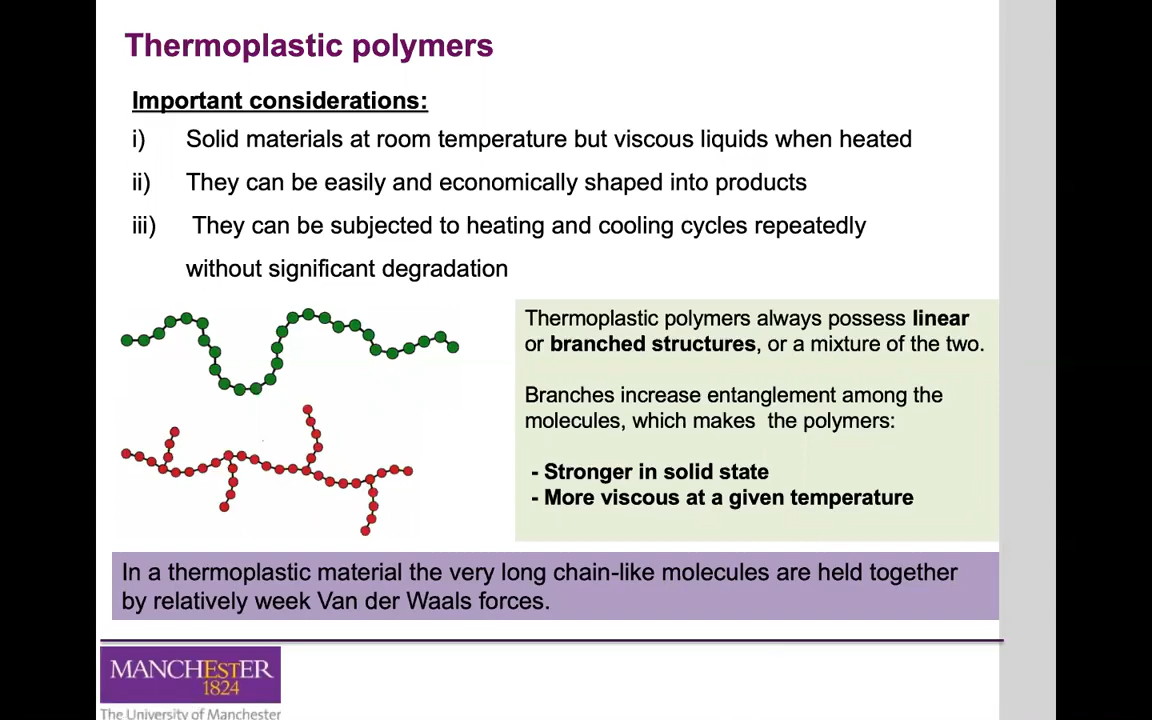 Thermoplastic polymers
Important considerations:
i) Solid materials at room temperature but viscous liquids when heated
ii) They can be easily and economically shaped into products
iii) They can be subjected to heating and cooling cycles repeatedly
without significant degradation
Thermoplastic polymers always possess linear
or branched structures, or a mixture of the two.
Branches increase entanglement among the
molecules, which makes the polymers:
- Stronger in solid state
- More viscous at a given temperature
In a thermoplastic material the very long chain-like molecules are held together
by relatively week Van der Waals forces.
MANCHESTER
1824
The University of Manchester